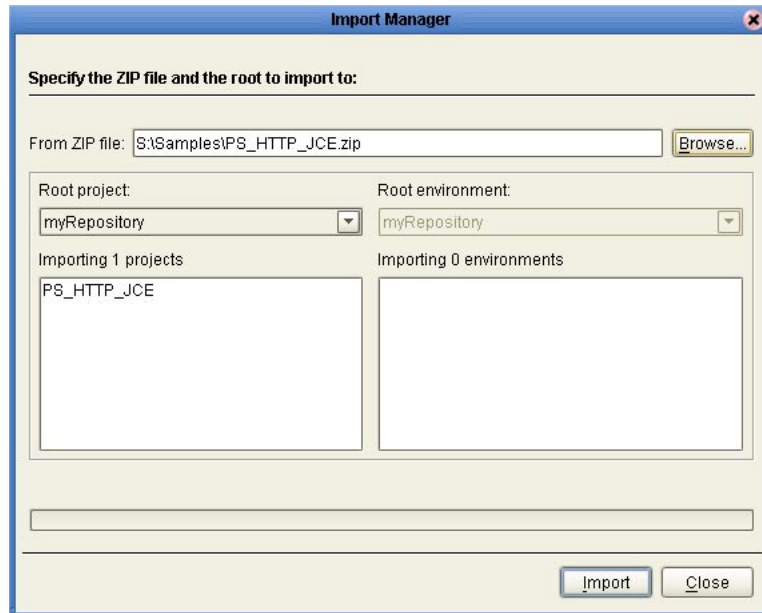 Import Manager
Specify the ZIP file and the root to import to:
From ZIP file: S:\Samples\PS_HTTP_JCE.zip Browse...
Root project: Root environment:
myRepository myRepository
Importing 1 projects Importing 0 environments
PS_HTTP_JCE
Import Close